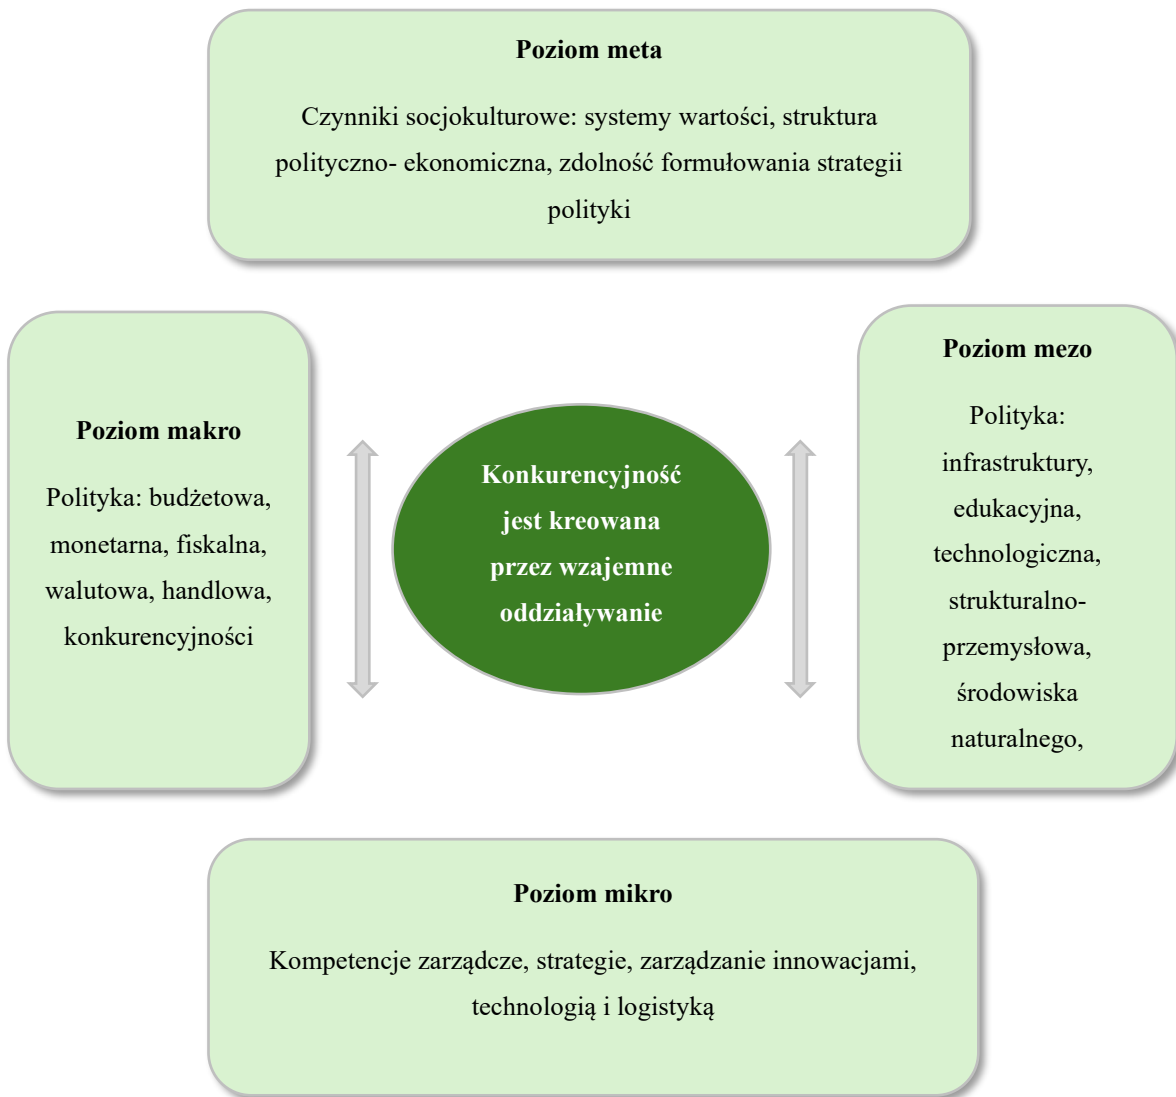 Poziom meta
Czynniki socjokulturowe: systemy wartości, struktura
polityczno- ekonomiczna, zdolność formułowania strategii
polityki
Poziom makro
Polityka: budżetowa,
monetarna, fiskalna,
walutowa, handlowa,
konkurencyjności
Konkurencyjność
jest kreowana
przez wzajemne
oddziaływanie
Poziom mezo
Polityka:
infrastruktury,
edukacyjna,
technologiczna,
strukturalno-
przemysłowa,
środowiska
naturalnego,
Poziom mikro
Kompetencje zarządcze, strategie, zarządzanie innowacjami,
technologią i logistyką